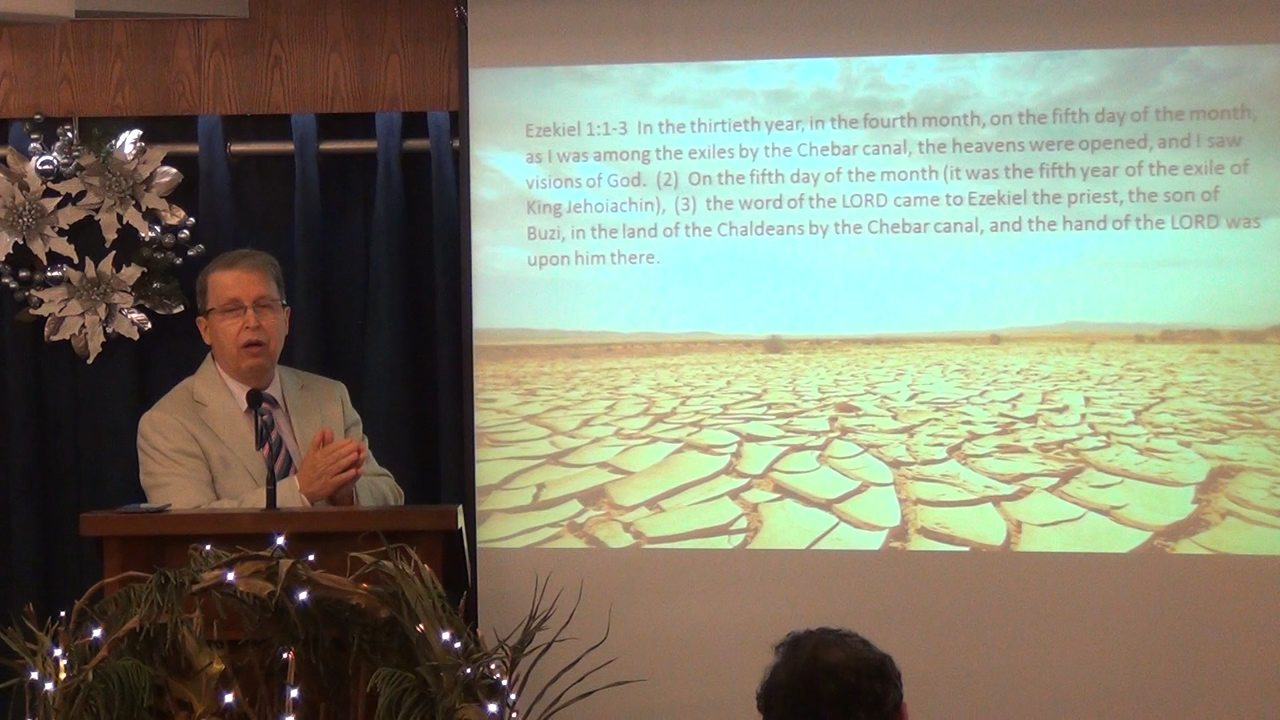 Ezekiel 1:1-3  In the thirtieth year, in the fourth month, on the fifth day of the month,
as I was among the exiles by the Chebar canal, the heavens were opened, and I saw
visions of God.  (2)  On the fifth day of the month (it was the fifth year of the exile of
King Jehoiachin),  (3)  the word of the LORD came to Ezekiel the priest, the son of
Buzi, in the land of the Chaldeans by the Chebar canal, and the hand of the LORD was
upon him there.